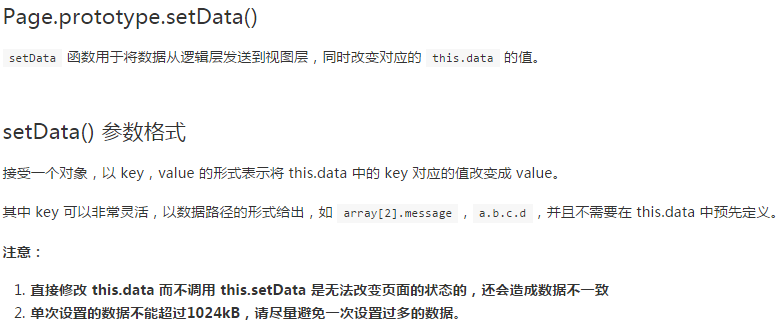 Page.prototype.setData()
setData 函数用于将数据从逻辑层发送到视图层，同时改变对应的 this.data 的值。
setData() 参数格式
接受一个对象，以 key，value 的形式表示将 this.data 中的 key 对应的值改变成 value。
其中 key 可以非常灵活，以数据路径的形式给出，如 array[2].message ，a.b.c.d ，并且不需要在 this.data 中预先定义。
注意：
1. 直接修改 this.data 而不调用 this.setData 是无法改变页面的状态的，还会造成数据不一致
2. 单次设置的数据不能超过1024kB，请尽量避免一次设置过多的数据。